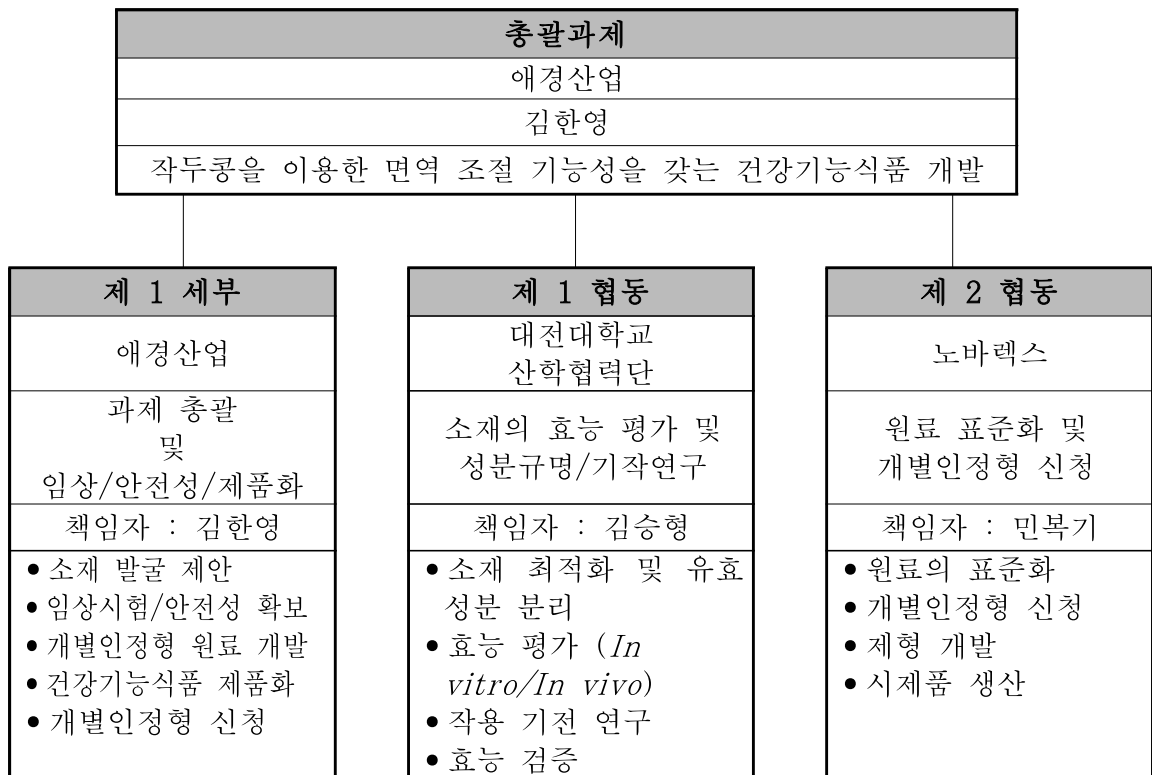 총괄과제
애경산업
김한영
작두콩을 이용한 면역 조절 기능성을 갖는 건강기능식품 개발
제 1 세부
애경산업
과제 총괄
및
임상/안전성/제품화
책임자 : 김한영
• 소재 발굴 제안
• 임상시험/안전성 확보
• 개별인정형 원료 개발
• 건강기능식품 제품화
• 개별인정형 신청
제 1 협동
대전대학교
산학협력단
소재의 효능 평가 및
성분규명/기작연구
책임자 : 김승형
• 소재 최적화 및 유효
성분 분리
• 효능 평가 (In
vitro/In vivo)
• 작용 기전 연구
• 효능 검증
제 2 협동
노바렉스
원료 표준화 및
개별인정형 신청
책임자 : 민복기
• 원료의 표준화
• 개별인정형 신청
• 제형 개발
• 시제품 생산